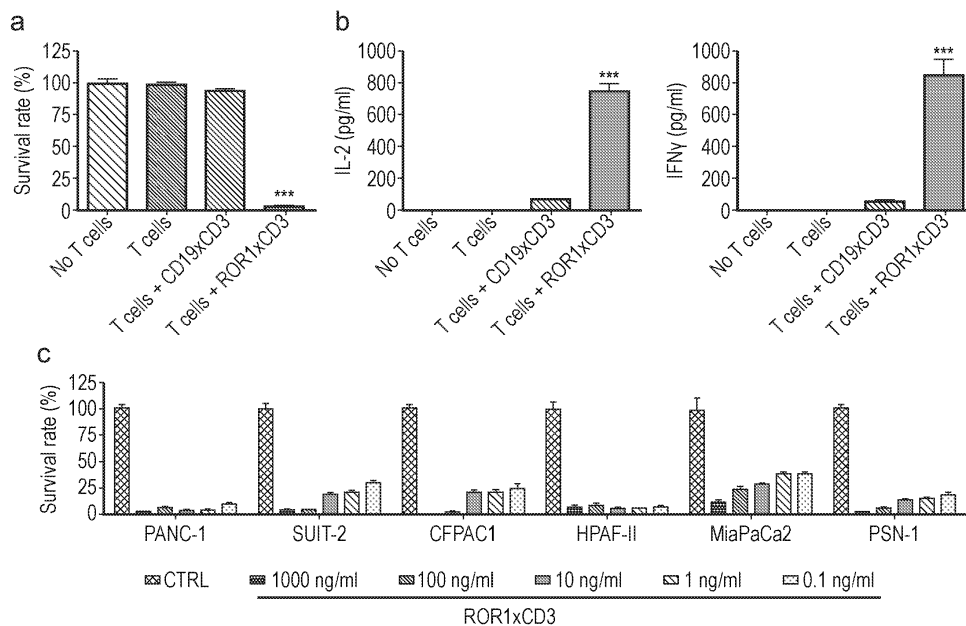 a
Survival rate (%)
125
100
75
50
25
0
No T cells
T cells
T cells + CD19xCD3
T cells + ROR1xCD3
***
b
IL-2 (pg/ml)
1000
800
600
400
200
0
No T cells
T cells
T cells + CD19xCD3
T cells + ROR1xCD3
***
IFNγ (pg/ml)
1000
800
600
400
200
0
No T cells
T cells
T cells + CD19xCD3
T cells + ROR1xCD3
***
c
Survival rate (%)
125
100
75
50
25
0
PANC-1 SUIT-2 CFPAC1 HPAF-II MiaPaCa2 PSN-1
CTRL 1000 ng/ml 100 ng/ml 10 ng/ml 1 ng/ml 0.1 ng/ml
ROR1xCD3